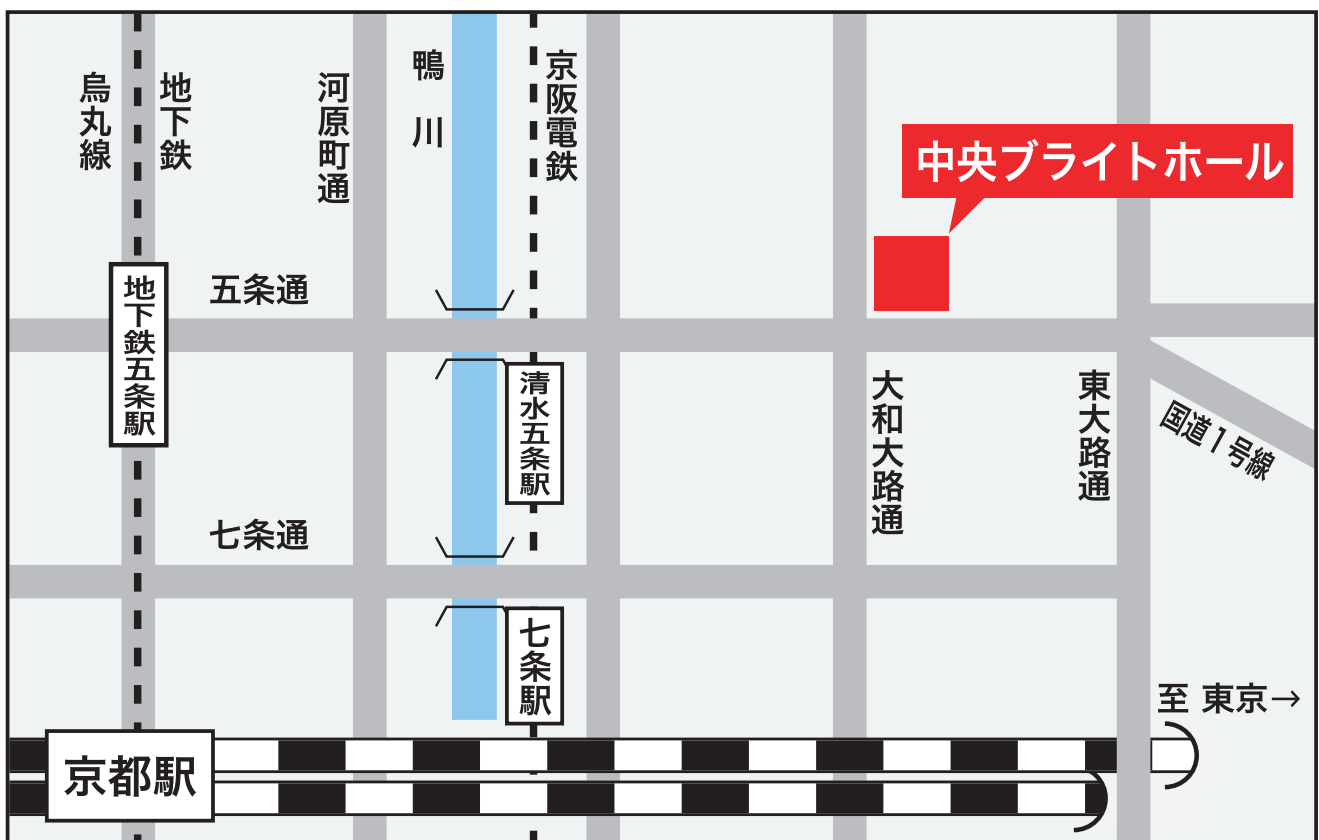 烏丸線
地下鉄
河原町通
鴨川
京阪電鉄
中央ブライトホール
五条通
地下鉄五条駅
清水五条駅
大和大路通
東大路通
国道1号線
七条通
七条駅
至 東京→
京都駅